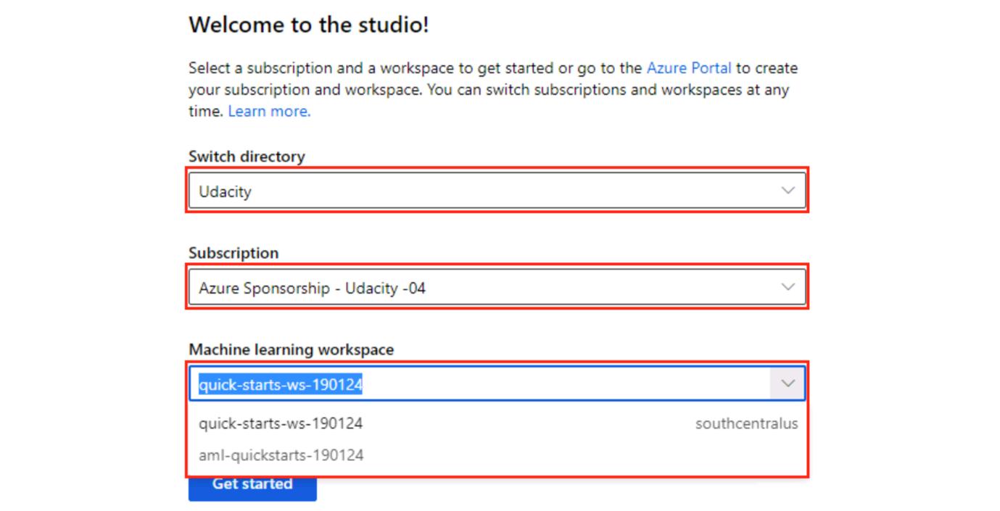 Welcome to the studio!
Select a subscription and a workspace to get started or go to the Azure Portal to create
your subscription and workspace. You can switch subscriptions and workspaces at any
time. Learn more.
Switch directory
Udacity
Subscription
Azure Sponsorship - Udacity -04
Machine learning workspace
quick-starts-ws-190124
quick-starts-ws-190124 southcentralus
aml-quickstarts-190124
Get started